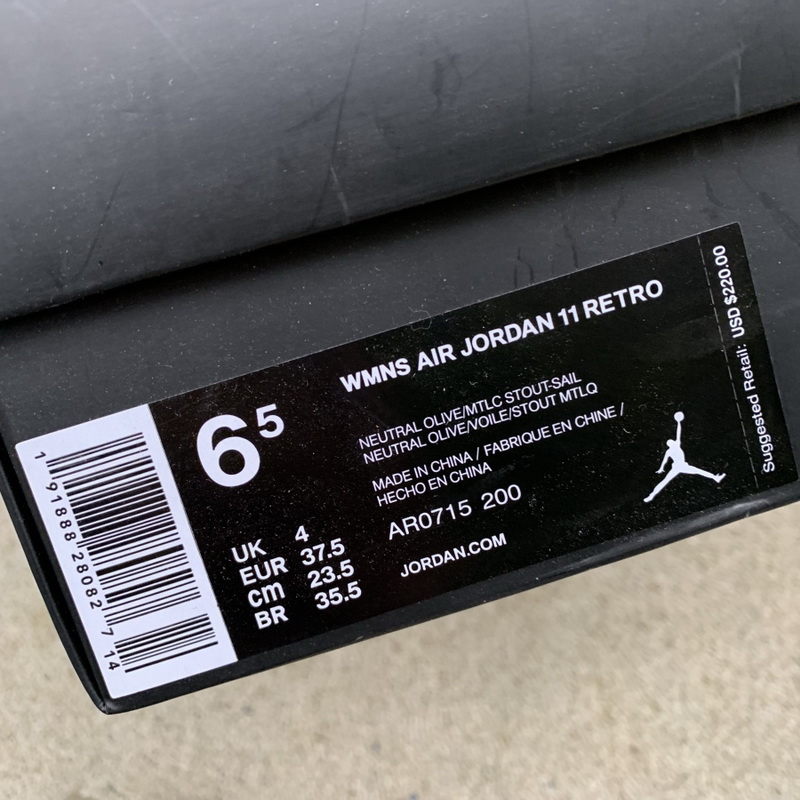 WMNS AIR JORDAN 11 RETRO
6 5
NEUTRAL OLIVE/MTLC STOUT-SAIL
NEUTRAL OLIVE/VOILE/STOUT MTLQ
MADE IN CHINA / FABRIQUE EN CHINE /
HECHO EN CHINA
AR0715 200
JORDAN.COM
UK 4
EUR 37.5
cm 23.5
BR 35.5
1 91888 28082 7 14
Suggested Retail: USD $220.00